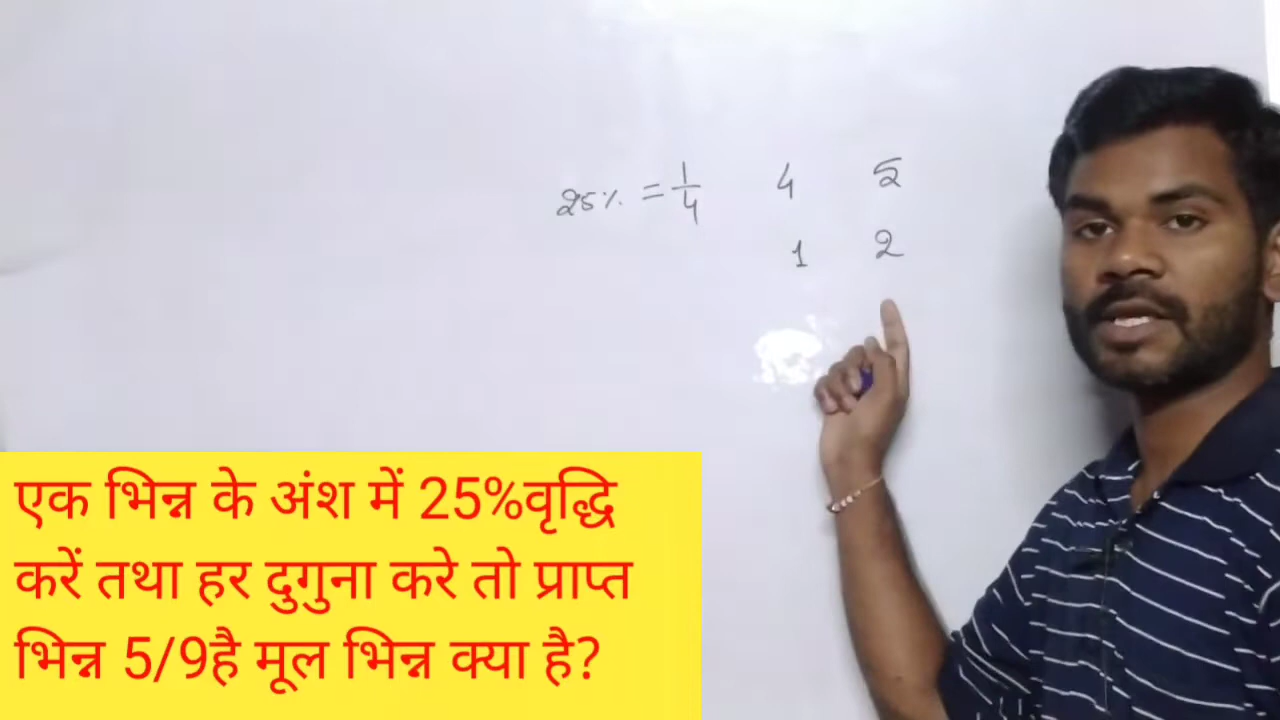 25% = 1/4 4 5
1 2
एक भिन्न के अंश में 25%वृद्धि
करें तथा हर दुगुना करे तो प्राप्त
भिन्न 5/9है मूल भिन्न क्या है?